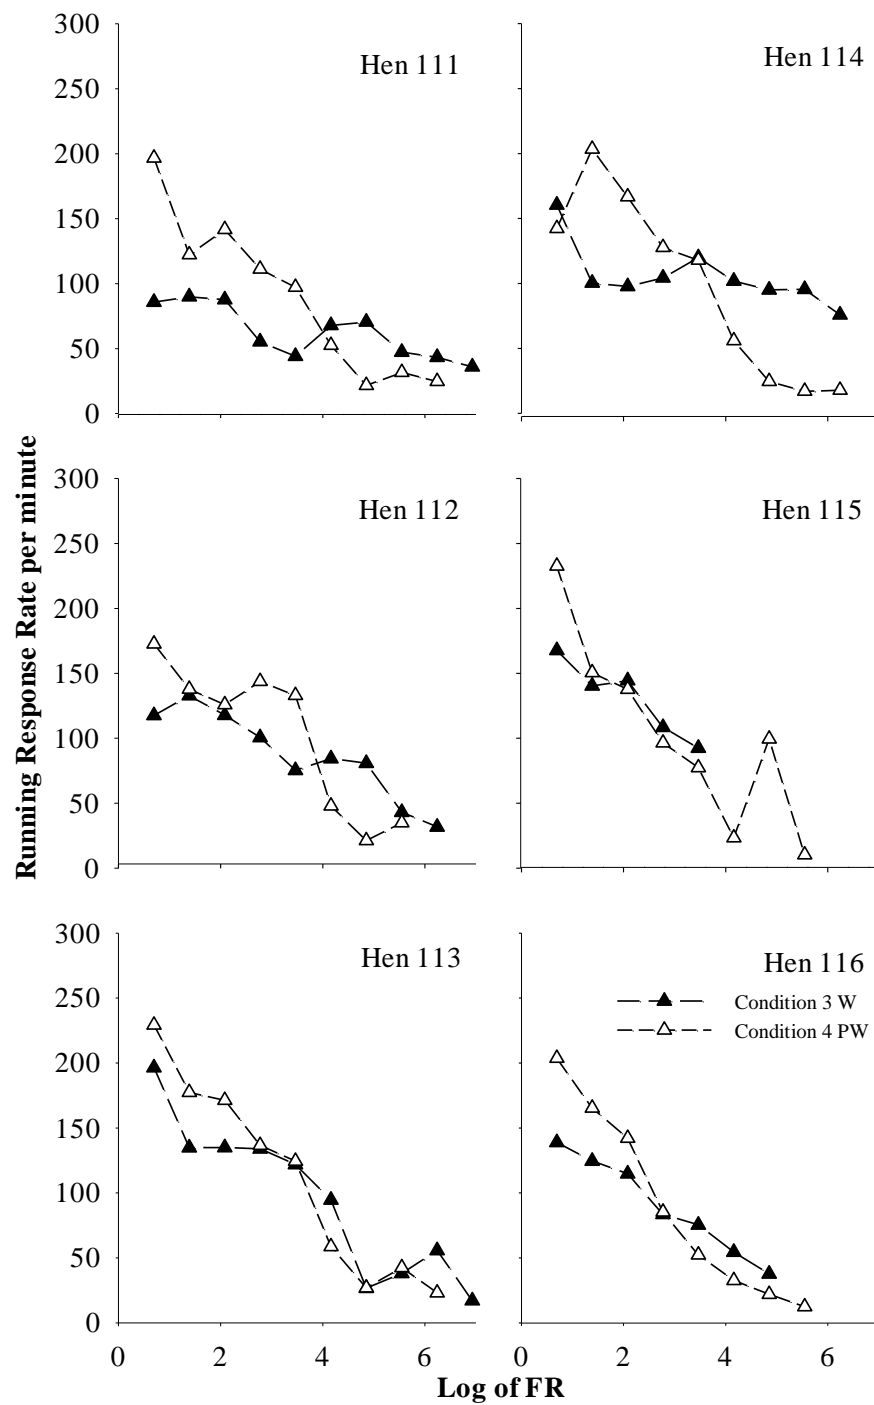 300
250
200
150
100
50
0
Hen 111
Hen 114
300
250
200
150
100
50
0
Hen 112
Hen 115
Running Response Rate per minute
300
250
200
150
100
50
0
Hen 113
Hen 116
Condition 3 W
Condition 4 PW
0 2 4 6
0 2 4 6
Log of FR